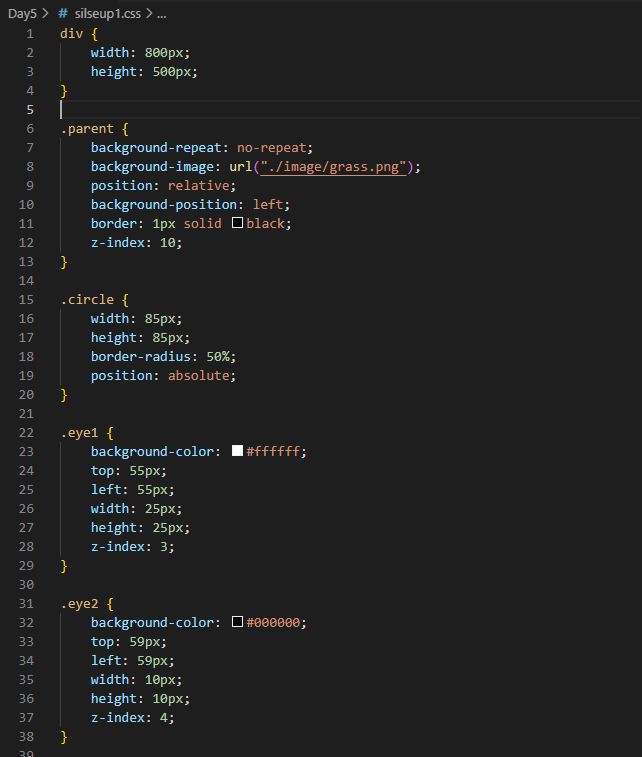 Day5 > # silseup1.css > ...
1 div {
2 width: 800px;
3 height: 500px;
4 }
5
6 .parent {
7 background-repeat: no-repeat;
8 background-image: url("./image/grass.png");
9 position: relative;
10 background-position: left;
11 border: 1px solid black;
12 z-index: 10;
13 }
14
15 .circle {
16 width: 85px;
17 height: 85px;
18 border-radius: 50%;
19 position: absolute;
20 }
21
22 .eye1 {
23 background-color: #ffffff;
24 top: 55px;
25 left: 55px;
26 width: 25px;
27 height: 25px;
28 z-index: 3;
29 }
30
31 .eye2 {
32 background-color: #000000;
33 top: 59px;
34 left: 59px;
35 width: 10px;
36 height: 10px;
37 z-index: 4;
38 }
39